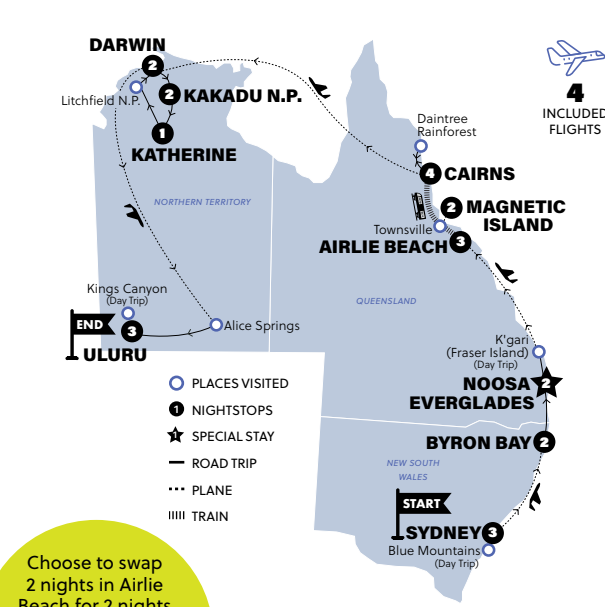 DARWIN
2
Litchfield N.P.
2
KAKADU N.P.
1
KATHERINE
4
INCLUDED
FLIGHTS
Daintree
Rainforest
4
CAIRNS
2
MAGNETIC
ISLAND
Townsville
AIRLIE BEACH
3
NORTHERN TERRITORY
QUEENSLAND
Kings Canyon
(Day Trip)
END
3
ULURU
Alice Springs
K'gari
(Fraser Island)
(Day Trip)
NOOSA
EVERGLADES
2
BYRON BAY
2
NEW SOUTH
WALES
START
SYDNEY
3
Blue Mountains
(Day Trip)
PLACES VISITED
1 NIGHTSTOPS
1 SPECIAL STAY
ROAD TRIP
PLANE
TRAIN
Choose to swap
2 nights in Airlie
Beach for 2 nights